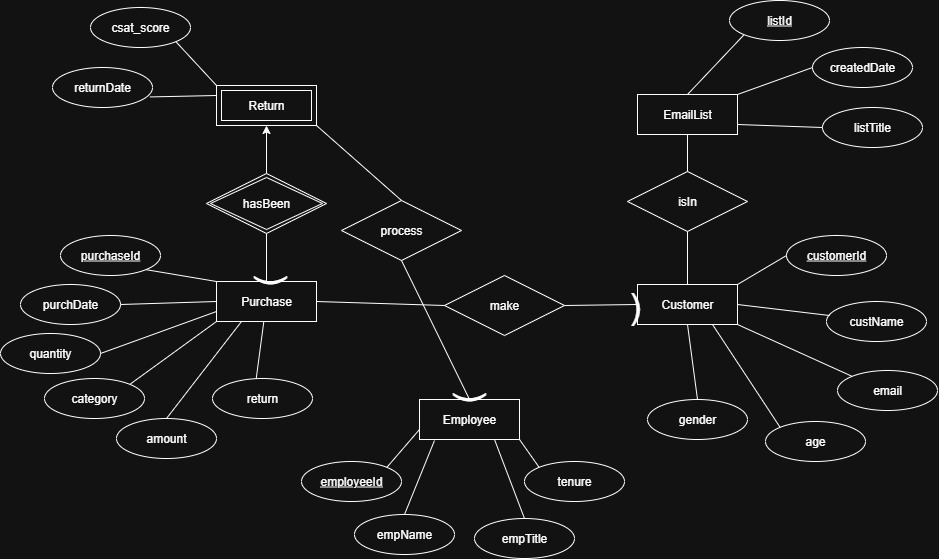 csat_score
returnDate
Return
hasBeen
process
listId
createdDate
EmailList
listTitle
isIn
purchaseId
purchDate
quantity
category
amount
return
Purchase
make
customerId
Customer
custName
email
age
gender
Employee
employeeId
empName
empTitle
tenure